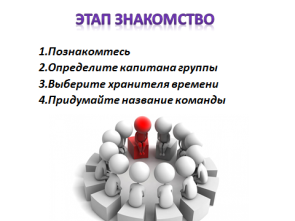 ЭТАП ЗНАКОМСТВО
1.Познакомтесь
2.Определите капитана группы
3.Выберите хранителя времени
4.Придумайте название команды